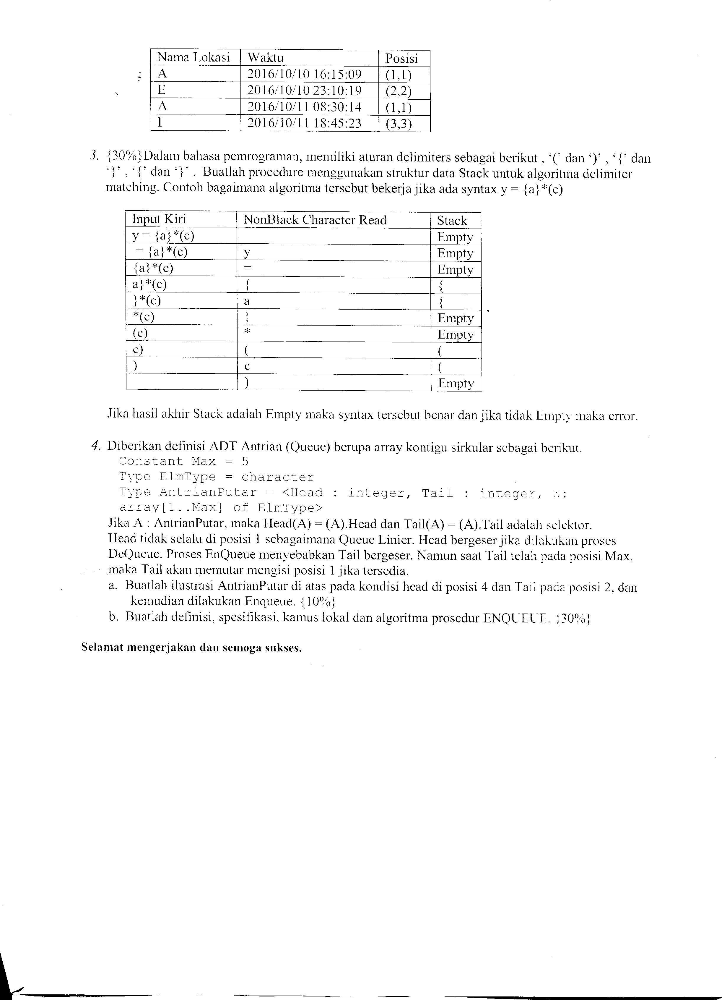 Nama Lokasi Waktu Posisi
A 2016/10/10 16:15:09 (1,1)
E 2016/10/10 23:10:19 (2,2)
A 2016/10/11 08:30:14 (1,1)
I 2016/10/11 18:45:23 (3,3)
3. {30%}Dalam bahasa pemrograman, memiliki aturan delimiters sebagai berikut , ‘(’ dan ‘)’ , ‘{’ dan
‘}’ , ‘{’ dan ‘}’ . Buatlah procedure menggunakan struktur data Stack untuk algoritma delimiter
matching. Contoh bagaimana algoritma tersebut bekerja jika ada syntax y = {a}*(c)
Input Kiri NonBlack Character Read Stack
y = {a}*(c) Empty
= {a}*(c) y Empty
{a}*(c) = Empty
a}*(c) { {
}*(c) a {
*(c) } Empty
(c) * Empty
c) ( (
) c (
) Empty
Jika hasil akhir Stack adalah Empty maka syntax tersebut benar dan jika tidak Empty maka error.
4. Diberikan definisi ADT Antrian (Queue) berupa array kontigu sirkular sebagai berikut.
Constant Max = 5
Type ElmType = character
Type AntrianPutar = <Head : integer, Tail : integer, :
array[1..Max] of ElmType>
Jika A : AntrianPutar, maka Head(A) = (A).Head dan Tail(A) = (A).Tail adalah selektor.
Head tidak selalu di posisi 1 sebagaimana Queue Linier. Head bergeser jika dilakukan proses
DeQueue. Proses EnQueue menyebabkan Tail bergeser. Namun saat Tail telah pada posisi Max,
maka Tail akan memutar mengisi posisi 1 jika tersedia.
a. Buatlah ilustrasi AntrianPutar di atas pada kondisi head di posisi 4 dan Tail pada posisi 2, dan
kemudian dilakukan Enqueue. {10%}
b. Buatlah definisi, spesifikasi, kamus lokal dan algoritma prosedur ENQUEUE. {30%}
Selamat mengerjakan dan semoga sukses.